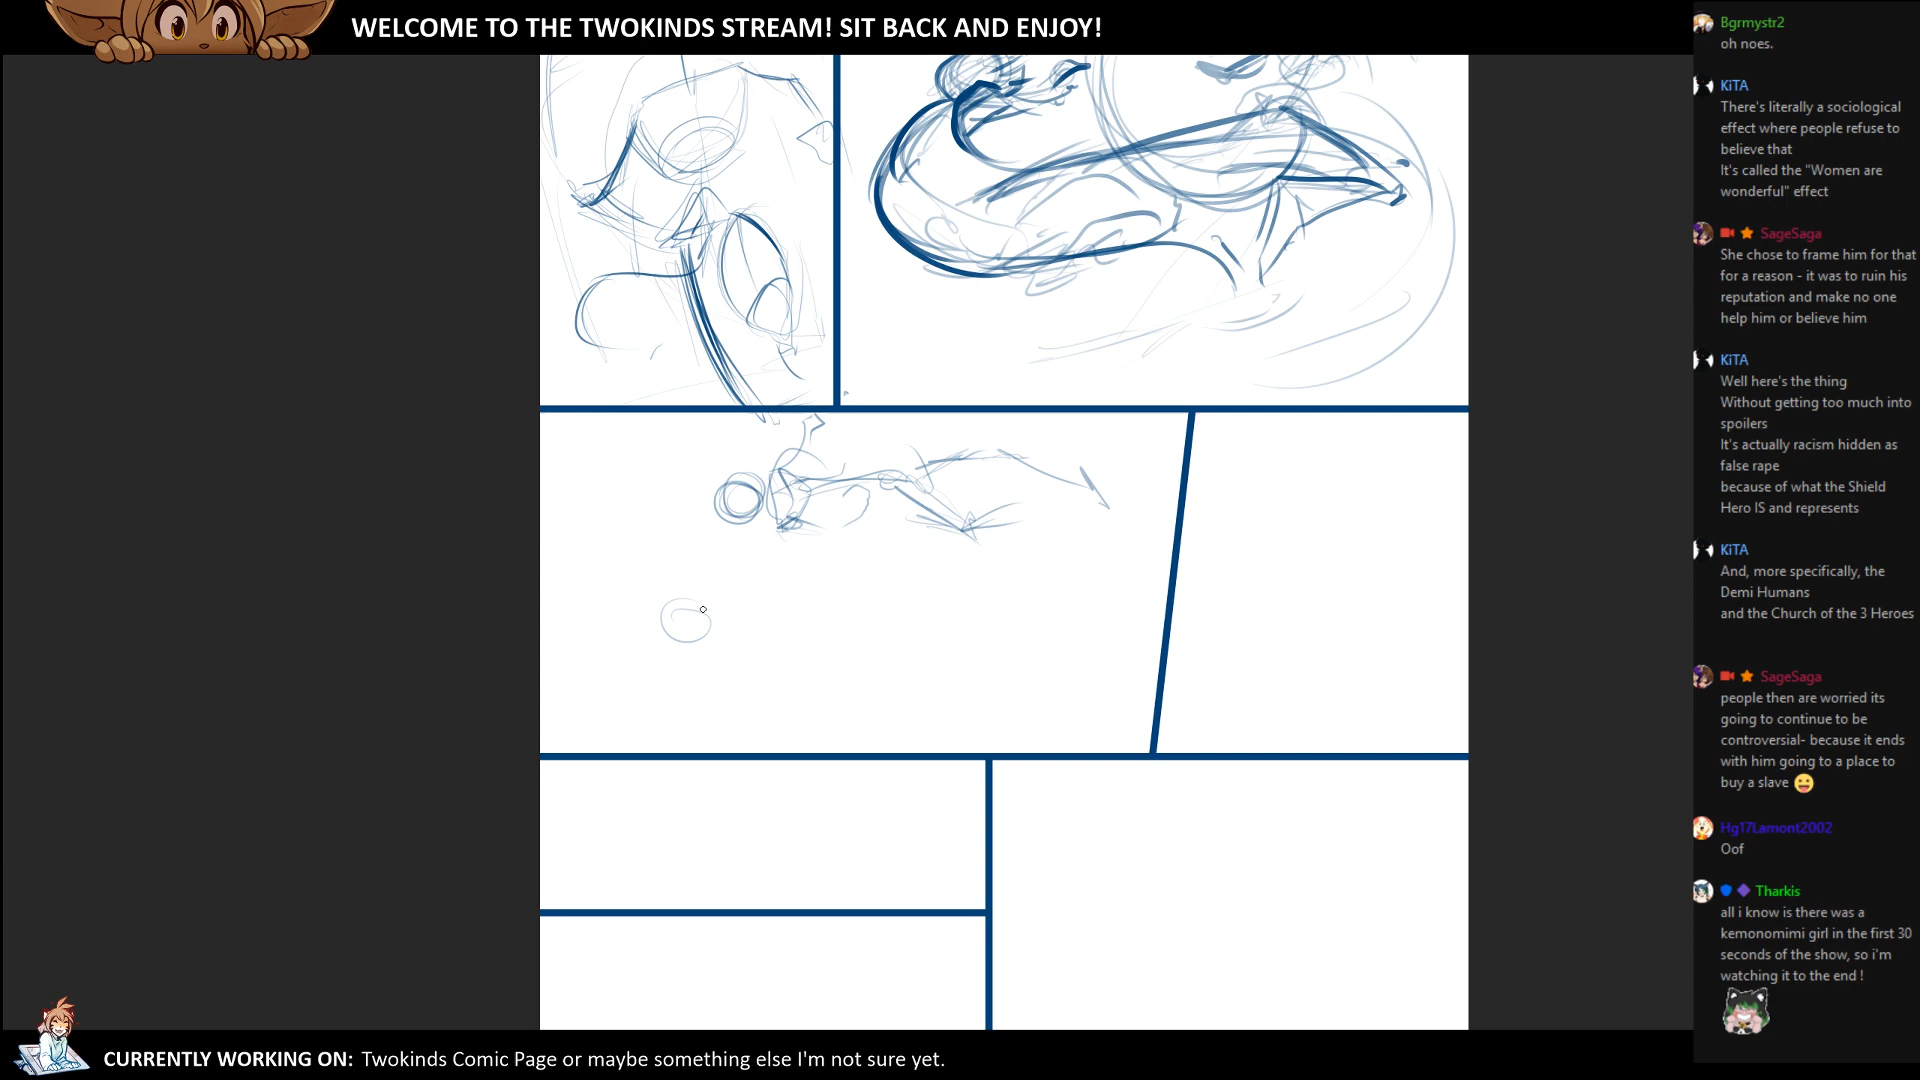 WELCOME TO THE TWOKINDS STREAM! SIT BACK AND ENJOY!
Bgrmystr2
oh noes.
KiTA
There's literally a sociological
effect where people refuse to
believe that
It's called the "Women are
wonderful" effect
SageSaga
She chose to frame him for that
for a reason - it was to ruin his
reputation and make no one
help him or believe him
KiTA
Well here's the thing
Without getting too much into
spoilers
It's actually racism hidden as
false rape
because of what the Shield
Hero IS and represents
KiTA
And, more specifically, the
Demi Humans
and the Church of the 3 Heroes
SageSaga
people then are worried its
going to continue to be
controversial- because it ends
with him going to a place to
buy a slave
Hg17Lamont2002
Oof
Tharkis
all i know is there was a
kemonomimi girl in the first 30
seconds of the show, so i'm
watching it to the end !
CURRENTLY WORKING ON: Twokinds Comic Page or maybe something else I'm not sure yet.